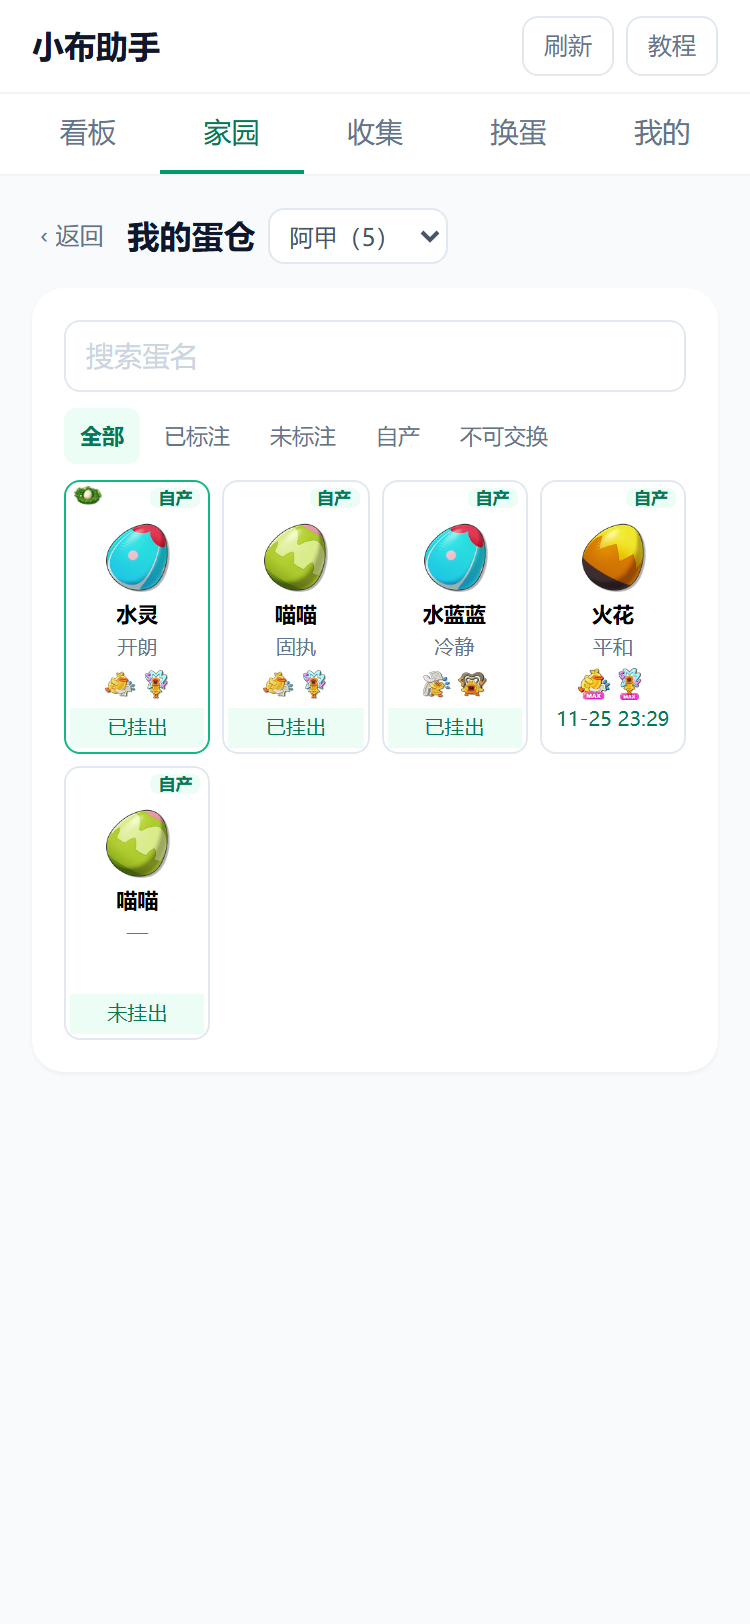 小布助手
刷新
教程
看板
家园
收集
换蛋
我的
‹ 返回
我的蛋仓
阿甲（5）
搜索蛋名
全部
已标注
未标注
自产
不可交换
自产
水灵
开朗
已挂出
自产
喵喵
固执
已挂出
自产
水蓝蓝
冷静
已挂出
自产
火花
平和
MAX
MAX
11-25 23:29
自产
喵喵
—
未挂出